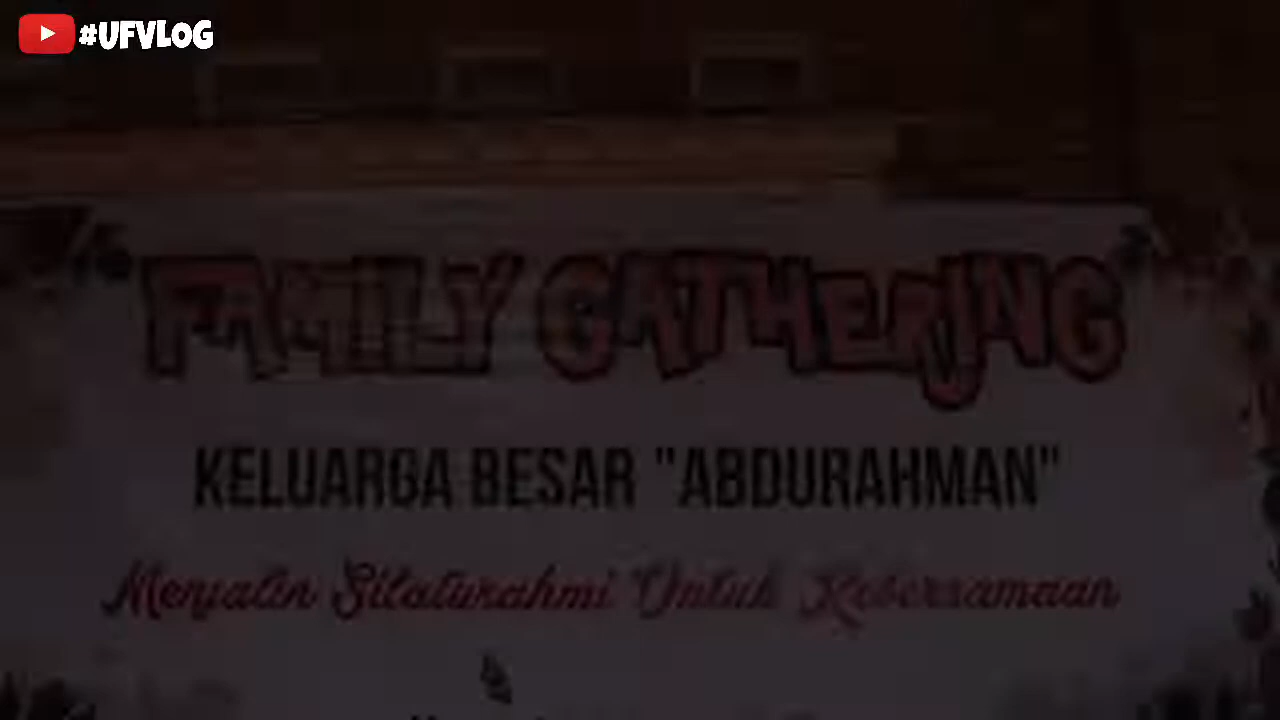 #UFVLOG
FAMILY GATHERING
KELUARGA BESAR "ABDURAHMAN"
Menjalin Silaturahmi Untuk Kebersamaan